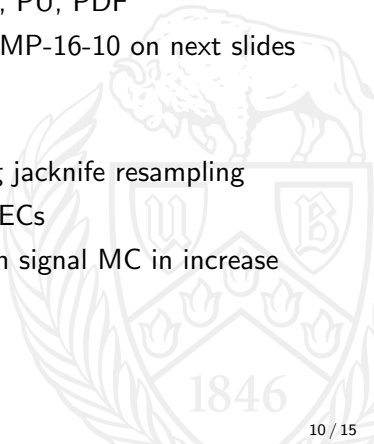 , PU, PDF
MP-16-10 on next slides
jacknife resampling
ECs
signal MC in increase
U B
1846
10 / 15